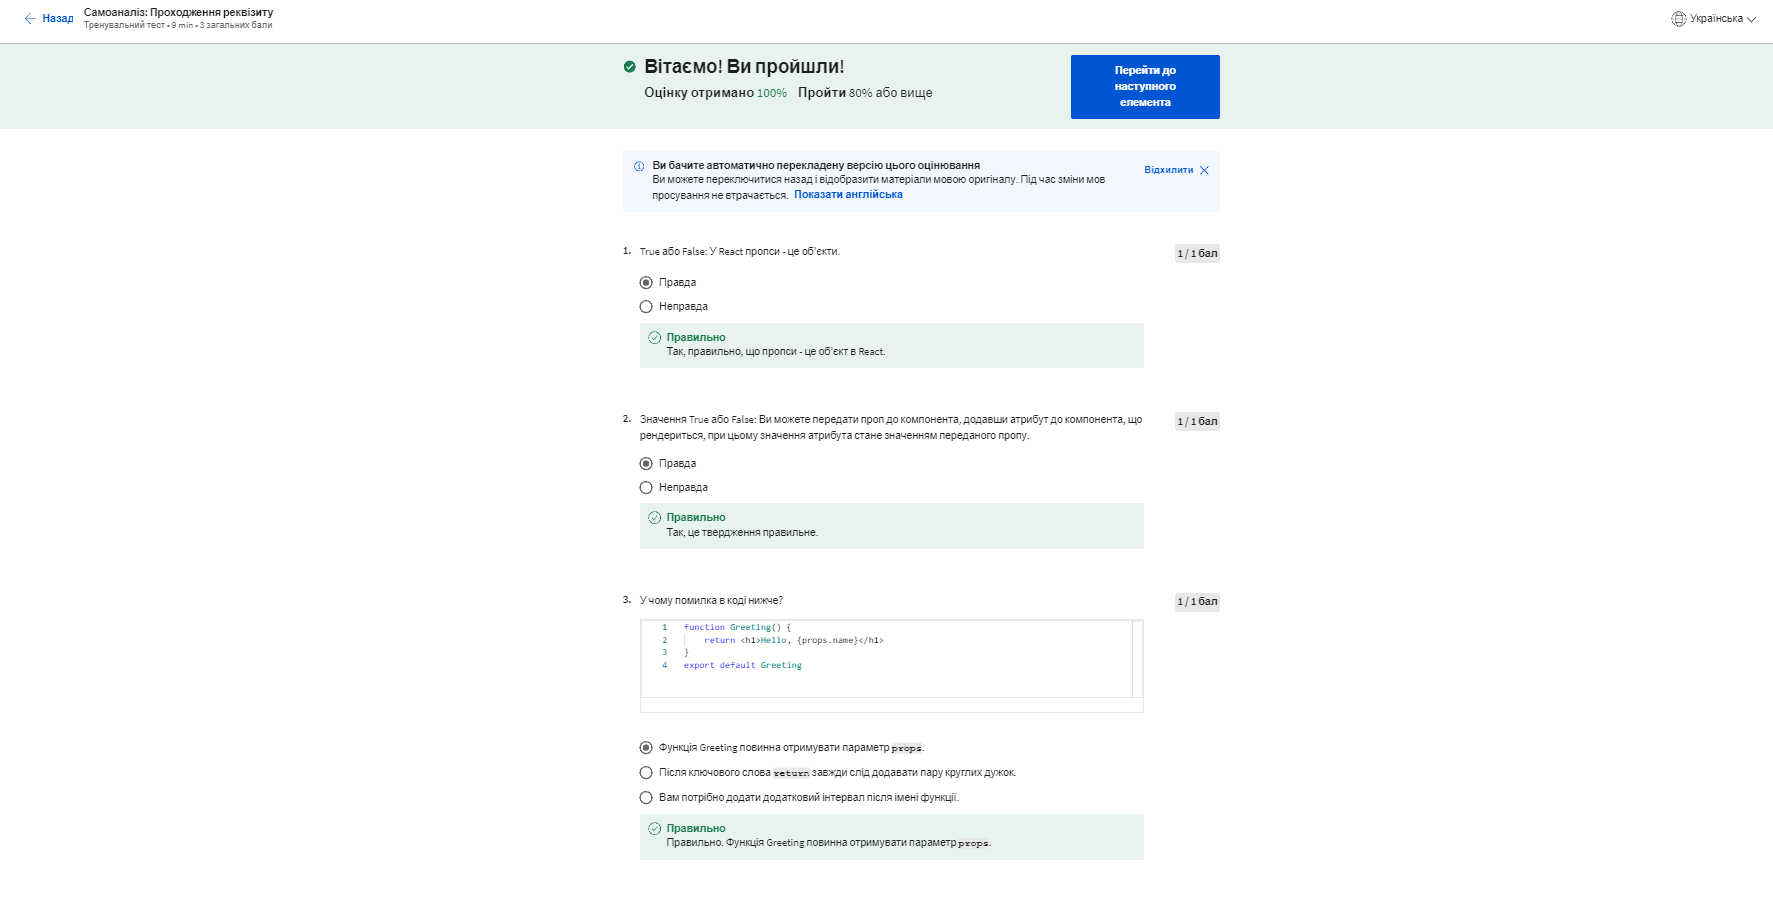 Назад
Самоаналіз: Проходження реквізиту
Тренувальний тест • 9 min • 3 загальних бали
Українська
Вітаємо! Ви пройшли!
Оцінку отримано 100% Пройти 80% або вище
Перейти до
наступного
елемента
Ви бачите автоматично перекладену версію цього оцінювання
Відхилити
Ви можете переключитися назад і відобразити матеріали мовою оригіналу. Під час зміни мов
просування не втрачається. Показати англійська
1. True або False: У React пропси - це об'єкти.
1 / 1 бал
Правда
Неправда
Правильно
Так, правильно, що пропси - це об'єкт в React.
2. Значення True або False: Ви можете передати проп до компонента, додавши атрибут до компонента, що
рендериться, при цьому значення атрибута стане значенням переданого пропу.
1 / 1 бал
Правда
Неправда
Правильно
Так, це твердження правильне.
3. У чому помилка в коді нижче?
1 / 1 бал
1 function Greeting() {
2 return <h1>Hello, {props.name}</h1>
3 }
4 export default Greeting
Функція Greeting повинна отримувати параметр props.
Після ключового слова return завжди слід додавати пару круглих дужок.
Вам потрібно додати додатковий інтервал після імені функції.
Правильно
Правильно. Функція Greeting повинна отримувати параметр props.